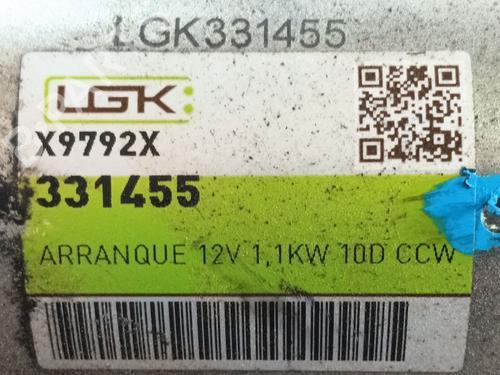 LGK331455
LGK
X9792X
331455
ARRANQUE 12V 1,1KW 10D CCW